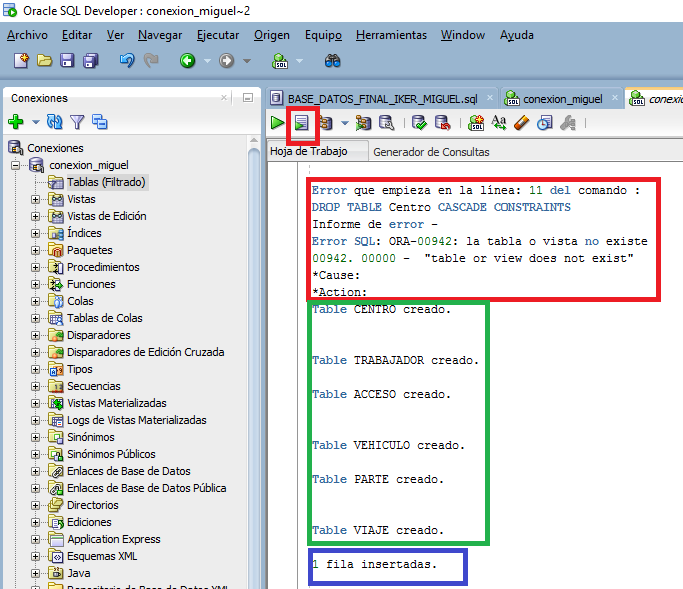 Oracle SQL Developer : conexion_miguel~2
Archivo Editar Ver Navegar Ejecutar Origen Equipo Herramientas Window Ayuda
Conexiones
BASE_DATOS_FINAL_IKER_MIGUEL.sql
conexion_miguel
conexio
Hoja de Trabajo
Generador de Consultas
Conexiones
conexion_miguel
Tablas (Filtrado)
Vistas
Vistas de Edición
Índices
Paquetes
Procedimientos
Funciones
Colas
Tablas de Colas
Disparadores
Disparadores de Edición Cruzada
Tipos
Secuencias
Vistas Materializadas
Logs de Vistas Materializadas
Sinónimos
Sinónimos Públicos
Enlaces de Base de Datos
Enlaces de Base de Datos Pública
Directorios
Ediciones
Application Express
Esquemas XML
Java
Repositorio de Base de Datos XML
Error que empieza en la línea: 11 del comando :
DROP TABLE Centro CASCADE CONSTRAINTS
Informe de error -
Error SQL: ORA-00942: la tabla o vista no existe
00942. 00000 - "table or view does not exist"
*Cause:
*Action:
Table CENTRO creado.
Table TRABAJADOR creado.
Table ACCESO creado.
Table VEHICULO creado.
Table PARTE creado.
Table VIAJE creado.
1 fila insertadas.